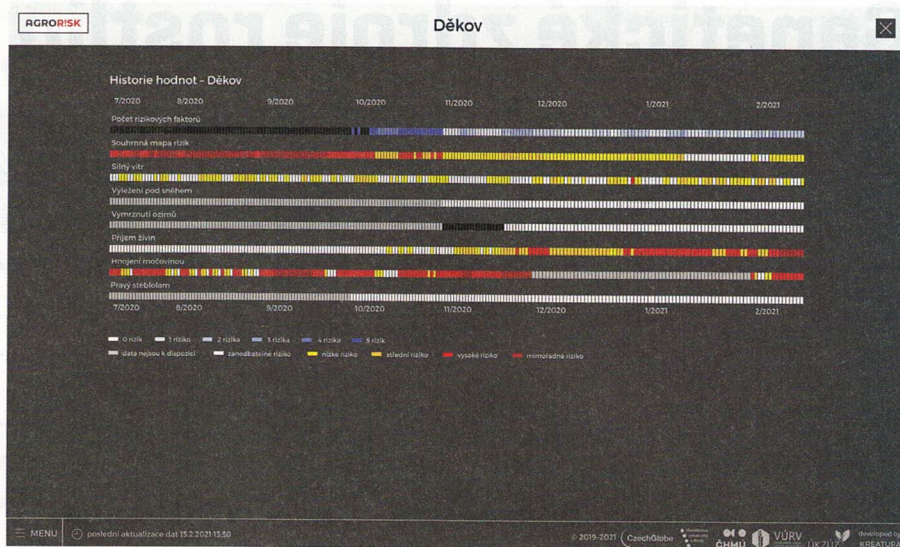 AGROR!SK
Děkov
Historie hodnot - Děkov
7/2020 8/2020 9/2020 10/2020 11/2020 12/2020 1/2021 2/2021
Počet rizikových faktorů
Souhrnná mapa rizik
Silný vítr
Vyležení pod sněhem
Vymrznutí ozimů
Příjem živin
Hnojení močovinou
Pravý stéblolam
7/2020 8/2020 9/2020 10/2020 11/2020 12/2020 1/2021 2/2021
0 rizik 1 riziko 2 rizika 3 rizika 4 rizika 5 rizik
data nejsou k dispozici zanedbatelné riziko nízké riziko střední riziko vysoké riziko mimořádné riziko
MENU poslední aktualizace dat 15.2.2021 13:30 © 2019-2021 CzechGlobe ČHMÚ VÚRV ÚKZÚZ developed by
KREATURA